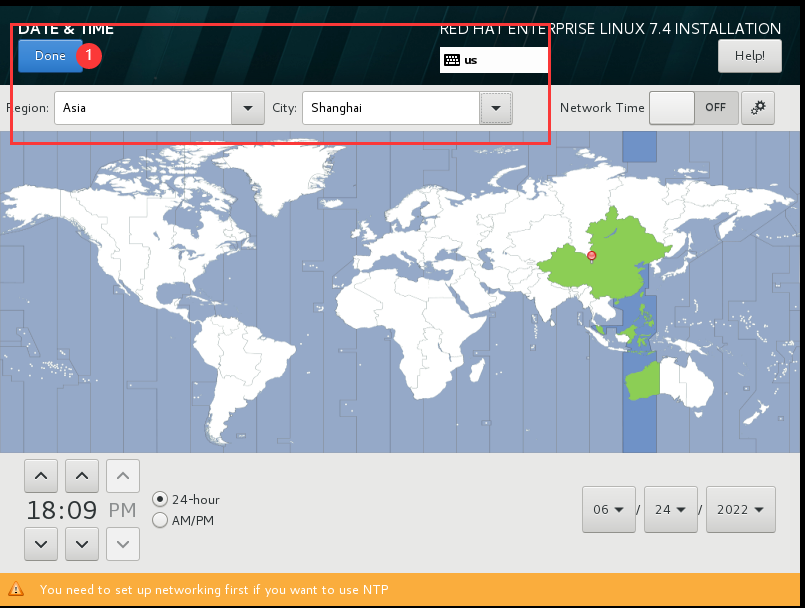 DATE & TIME
RED HAT ENTERPRISE LINUX 7.4 INSTALLATION
Done
1
us
Help!
Region:
Asia
City:
Shanghai
Network Time
OFF
18:09 PM
24-hour
AM/PM
06 / 24 / 2022
You need to set up networking first if you want to use NTP